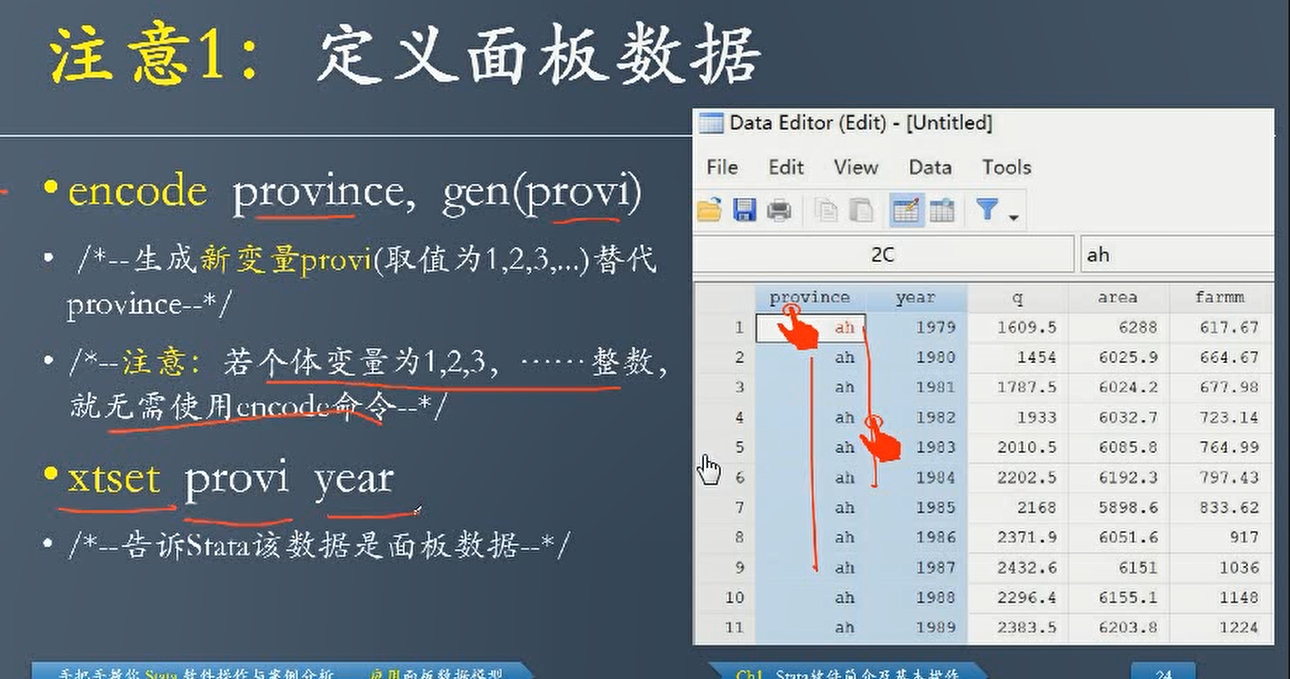 注意1： 定义面板数据
•encode province, gen(provi)
• /*--生成新变量provi(取值为1,2,3,...)替代
province--*/
• /*--注意：若个体变量为1,2,3，……整数，
就无需使用encode命令--*/
•xtset provi year
• /*--告诉Stata该数据是面板数据--*/
Data Editor (Edit) - [Untitled]
File Edit View Data Tools
2C ah
province year q area farmm
1 ah 1979 1609.5 6288 617.67
2 ah 1980 1454 6025.9 664.67
3 ah 1981 1787.5 6024.2 677.98
4 ah 1982 1933 6032.7 723.14
5 ah 1983 2010.5 6085.8 764.99
6 ah 1984 2202.5 6192.3 797.43
7 ah 1985 2168 5898.6 833.62
8 ah 1986 2371.9 6051.6 917
9 ah 1987 2432.6 6151 1036
10 ah 1988 2296.4 6155.1 1148
11 ah 1989 2383.5 6203.8 1224
手把手教你Stata软件操作与案例分析 应用面板数据模型
Ch1 Stata软件简介及基本操作
24